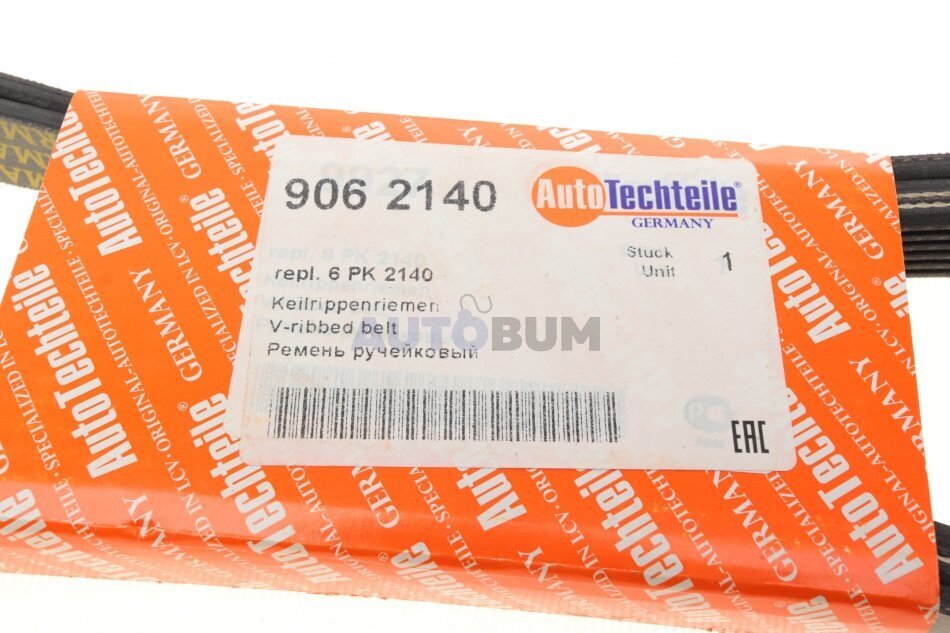 906 2140
AutoTechteile®
GERMANY
repl. 6 PK 2140
Stück
Unit
1
Keilrippenriemen
V-ribbed belt
Ремень ручейковый
AUTOBUM
EAC
AutoTechteile®
GERMANY
SPECIALIZED IN LCV · ORIGINAL-AUTOTECHTEILE